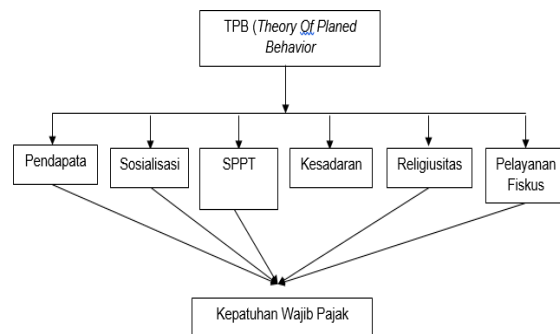 TPB (Theory Of Planed
Behavior
Pendapata
Sosialisasi
SPPT
Kesadaran
Religiusitas
Pelayanan
Fiskus
Kepatuhan Wajib Pajak